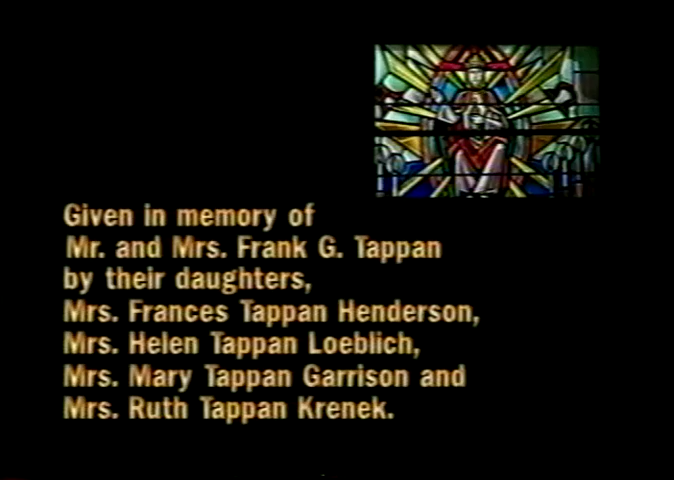 Given in memory of
Mr. and Mrs. Frank G. Tappan
by their daughters,
Mrs. Frances Tappan Henderson,
Mrs. Helen Tappan Loeblich,
Mrs. Mary Tappan Garrison and
Mrs. Ruth Tappan Krenek.